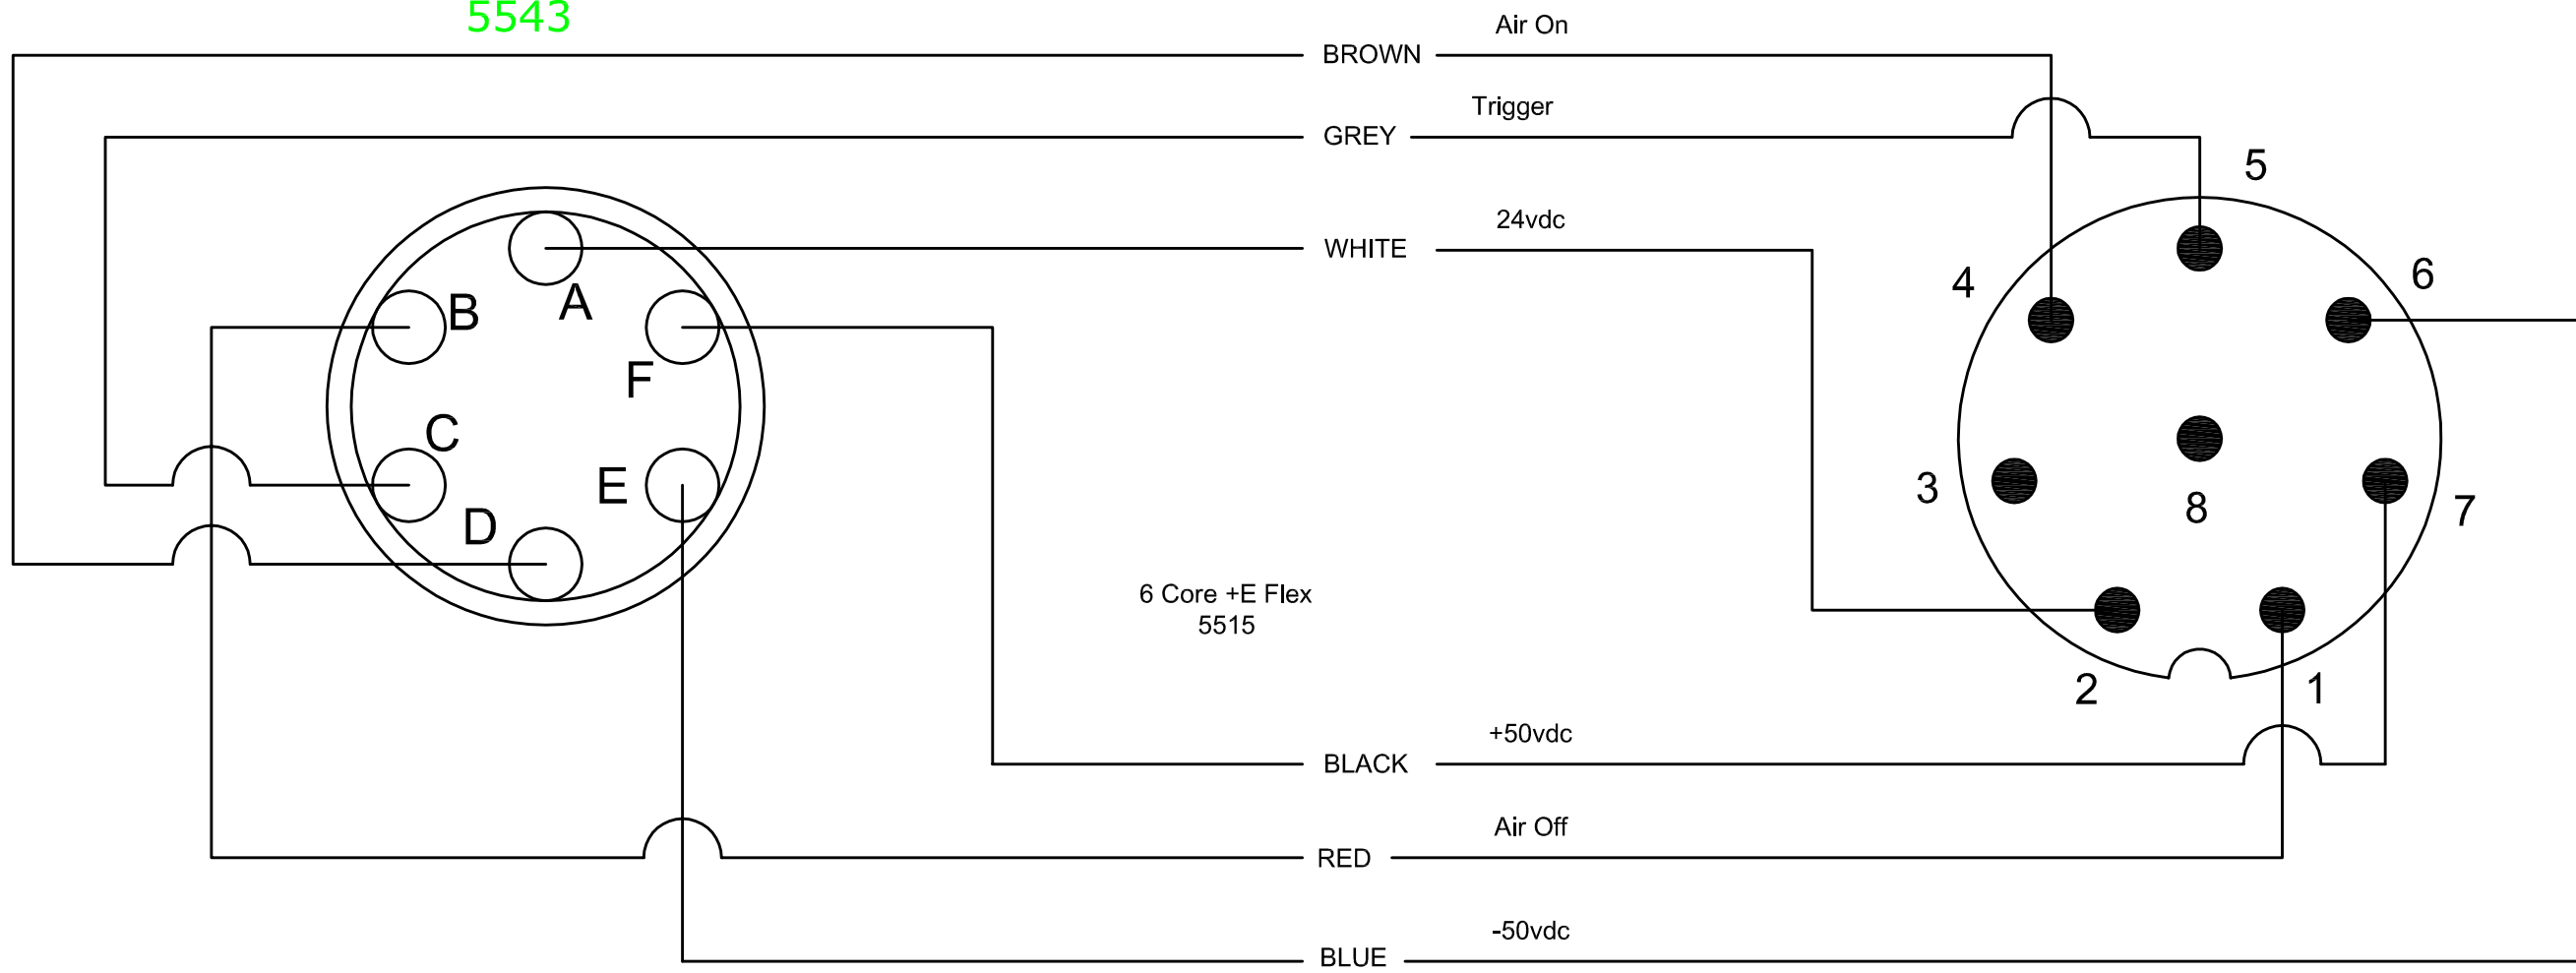 5543
Air On
BROWN
Trigger
GREY
5
24vdc
WHITE
4
6
B
A
F
C
E
D
3
8
7
6 Core +E Flex
5515
2
1
+50vdc
BLACK
Air Off
RED
-50vdc
BLUE